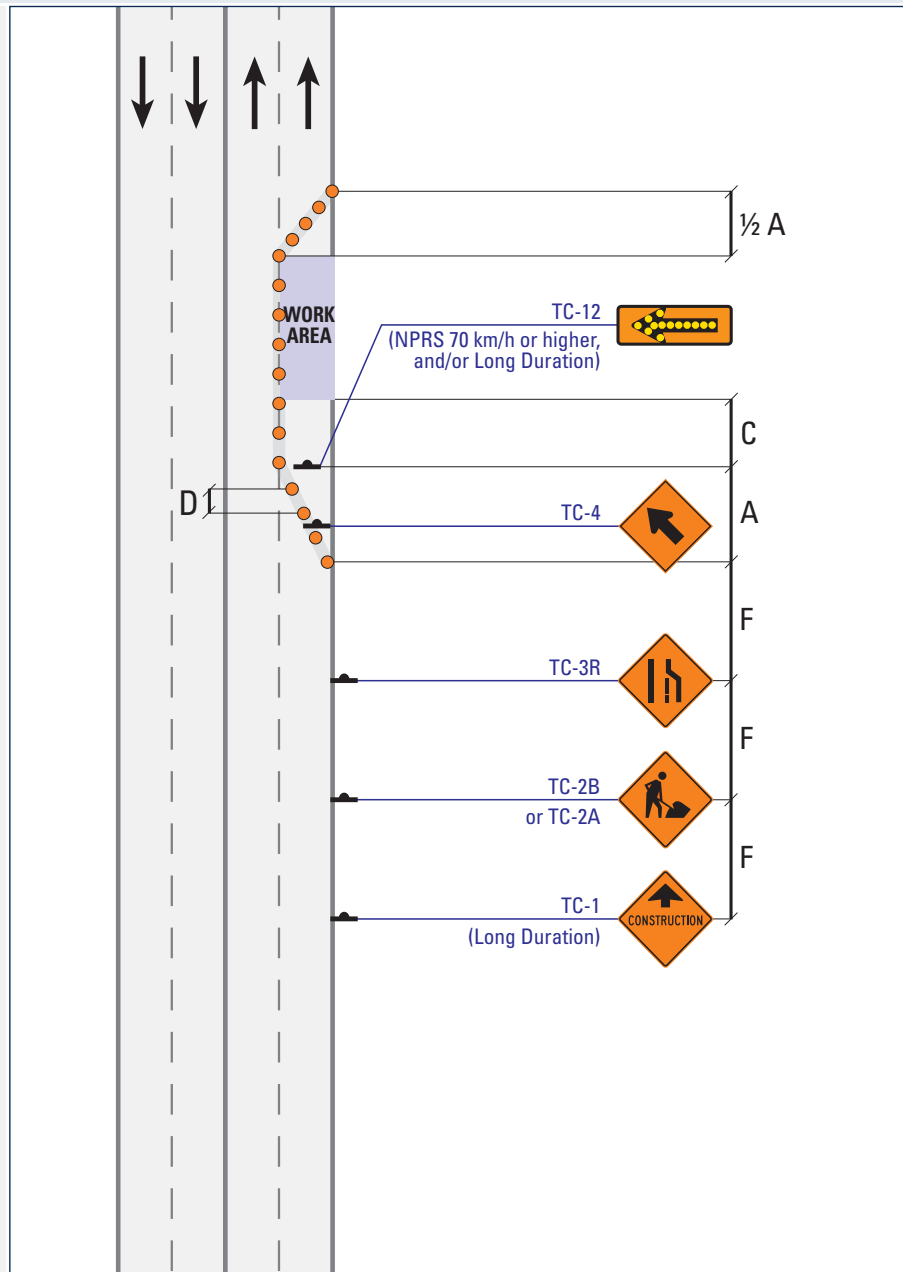 ½ A
TC-12
(NPRS 70 km/h or higher,
and/or Long Duration)
WORK
AREA
C
D
TC-4
A
F
TC-3R
F
TC-2B
or TC-2A
F
TC-1
(Long Duration)
CONSTRUCTION